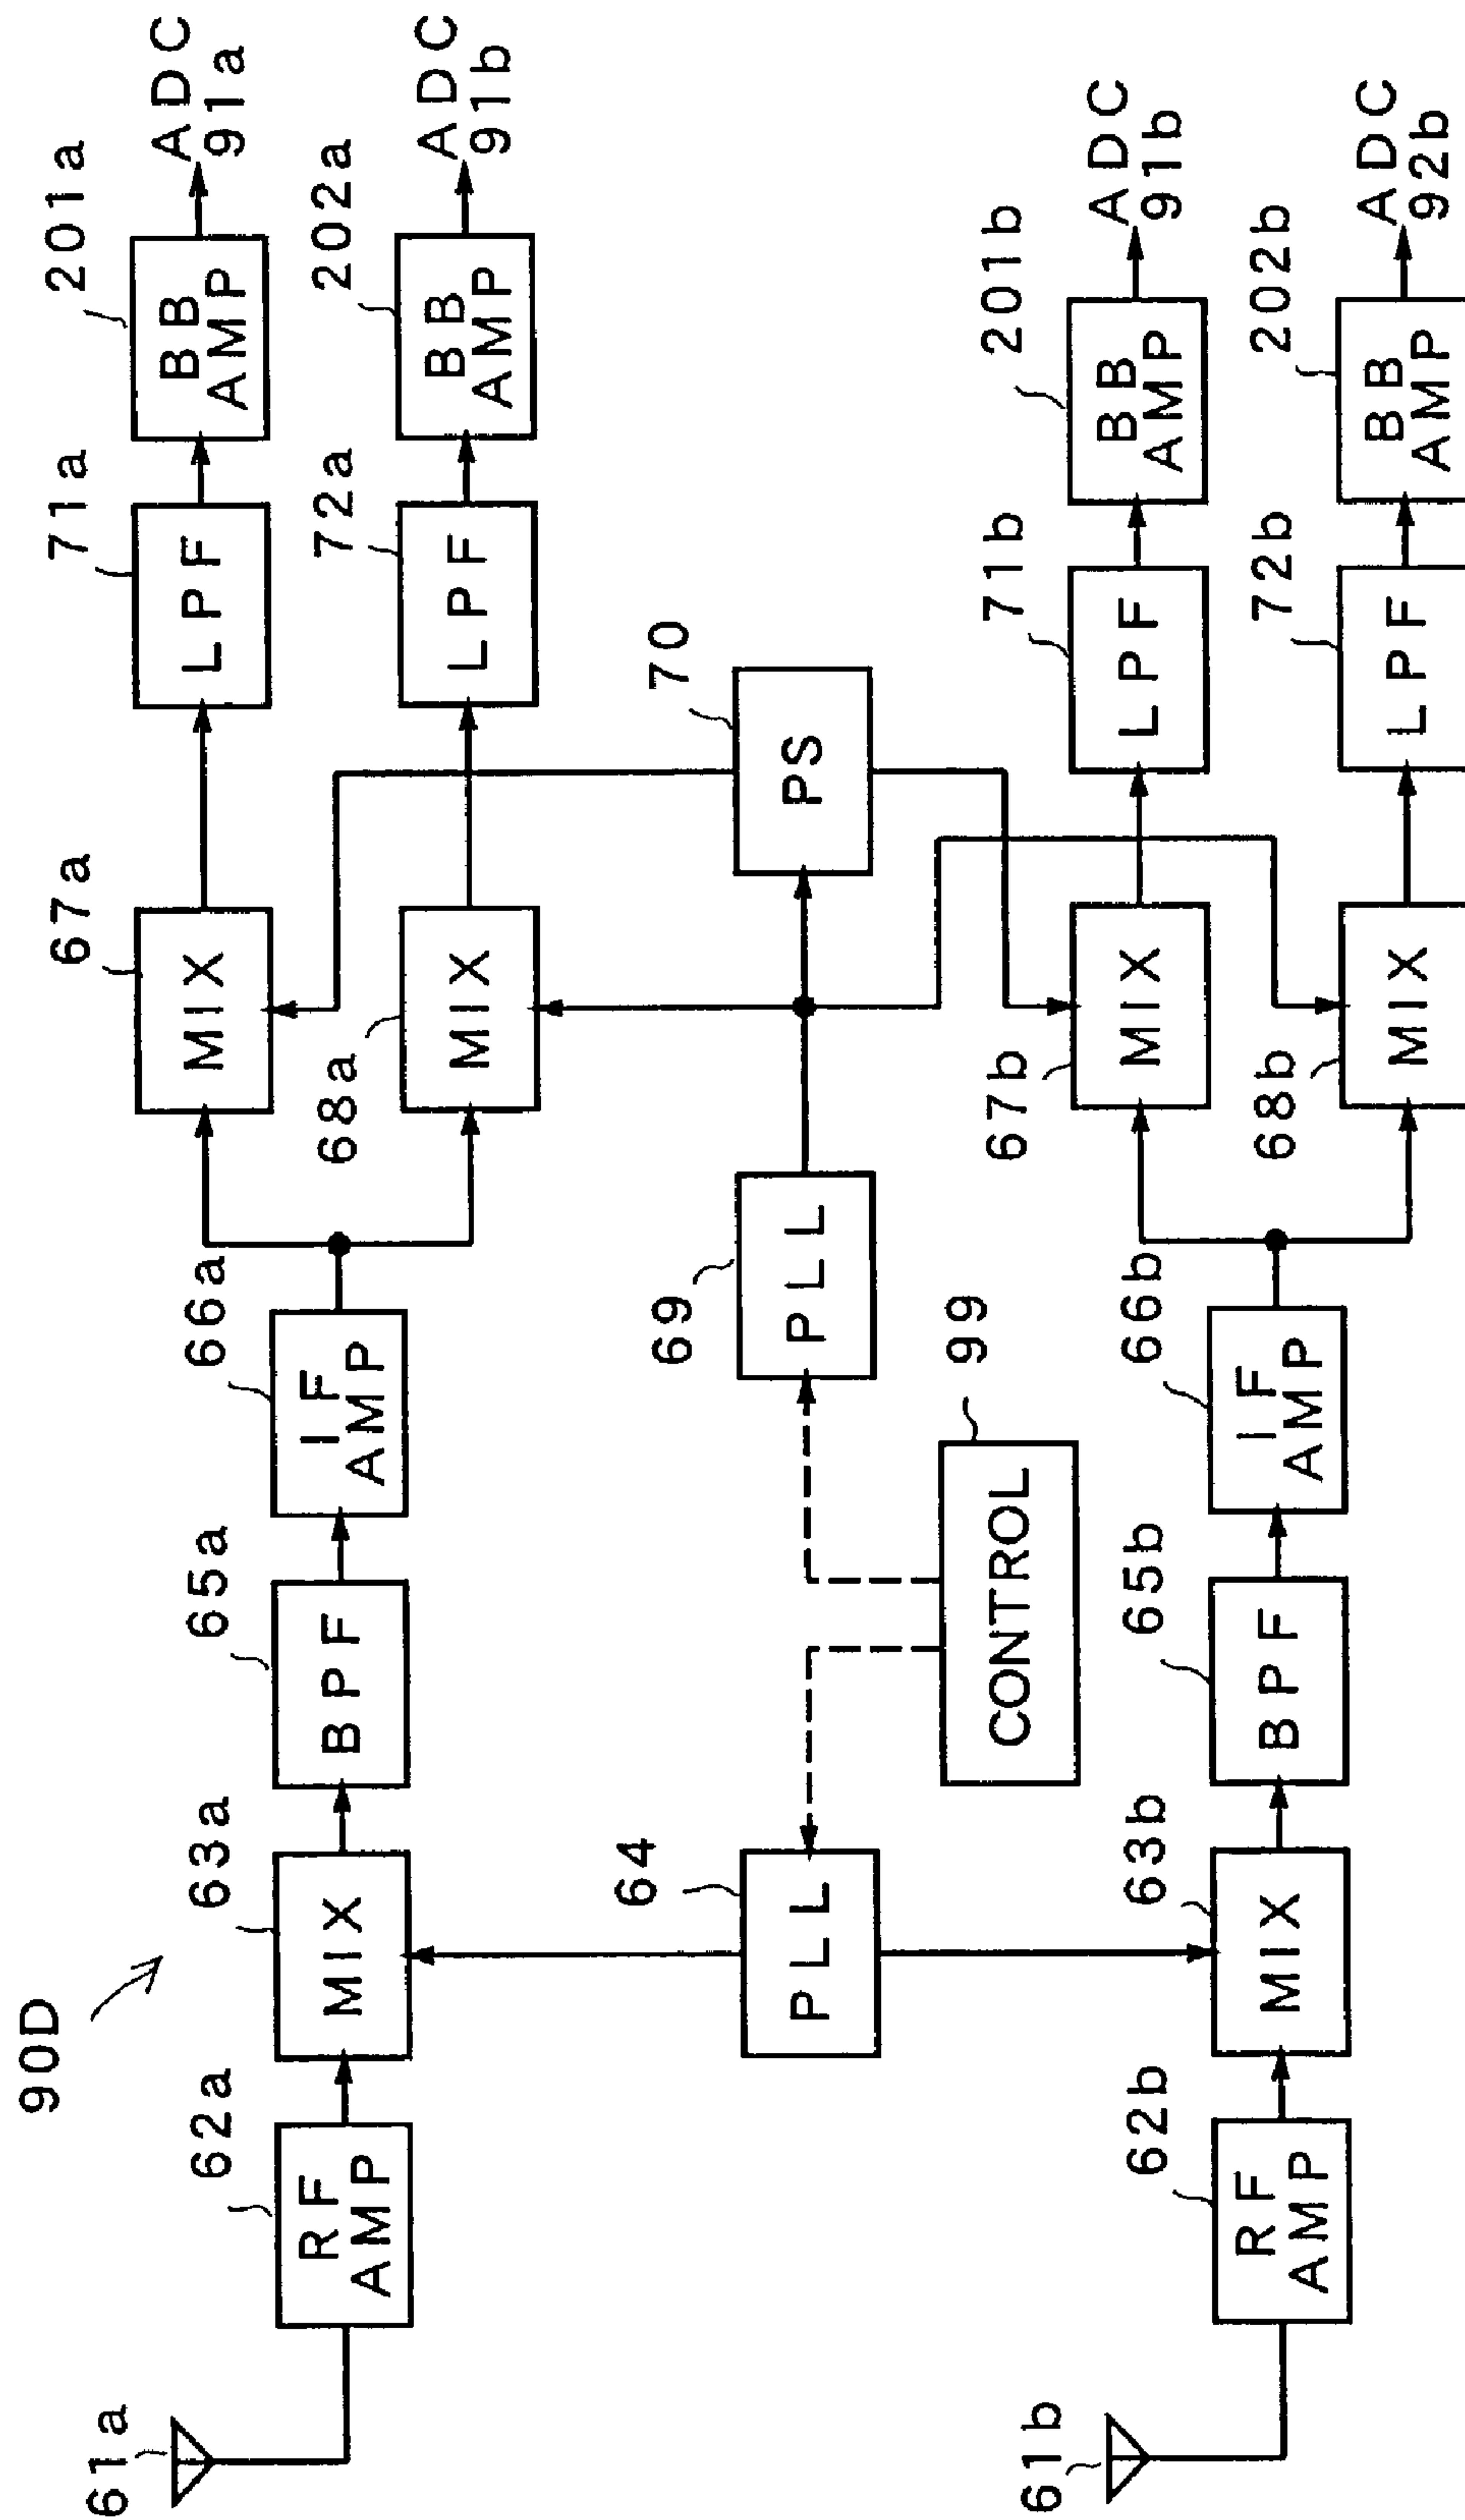 90D
61a
62a
RF
AMP
63a
MIX
65a
BPF
66a
IF
AMP
67a
MIX
71a
LPF
201a
BB
AMP
ADC
91a
68a
MIX
72a
LPF
202a
BB
AMP
ADC
91b
64
PLL
69
PLL
70
PS
99
CONTROL
61b
62b
RF
AMP
63b
MIX
65b
BPF
66b
IF
AMP
67b
MIX
71b
LPF
201b
BB
AMP
ADC
91b
68b
MIX
72b
LPF
202b
BB
AMP
ADC
92b